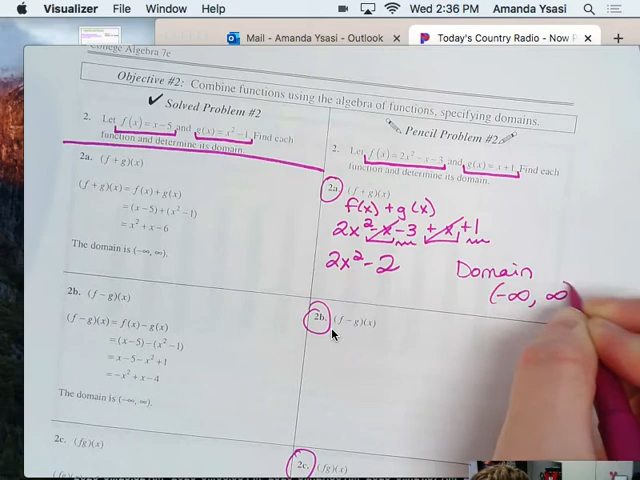 Visualizer File Edit Window Help Wed 2:36 PM Amanda Ysasi
Mail - Amanda Ysasi - Outlook
Today's Country Radio - Now P
College Algebra 7e
Objective #2: Combine functions using the algebra of functions, specifying domains.
✔ Solved Problem #2
2. Let f(x) = x − 5 and g(x) = x² − 1. Find each
function and determine its domain.
2a. (f + g)(x)
(f + g)(x) = f(x) + g(x)
= (x − 5) + (x² − 1)
= x² + x − 6
The domain is (−∞, ∞).
2b. (f − g)(x)
(f − g)(x) = f(x) − g(x)
= (x − 5) − (x² − 1)
= x − 5 − x² + 1
= −x² + x − 4
The domain is (−∞, ∞).
2c. (fg)(x)
Pencil Problem #2
2. Let f(x) = 2x² − x − 3 and g(x) = x + 1. Find each
function and determine its domain.
2a. (f + g)(x)
f(x) + g(x)
2x² − x − 3 + x + 1
2x² − 2
Domain
(−∞, ∞)
2b. (f − g)(x)
2c. (fg)(x)